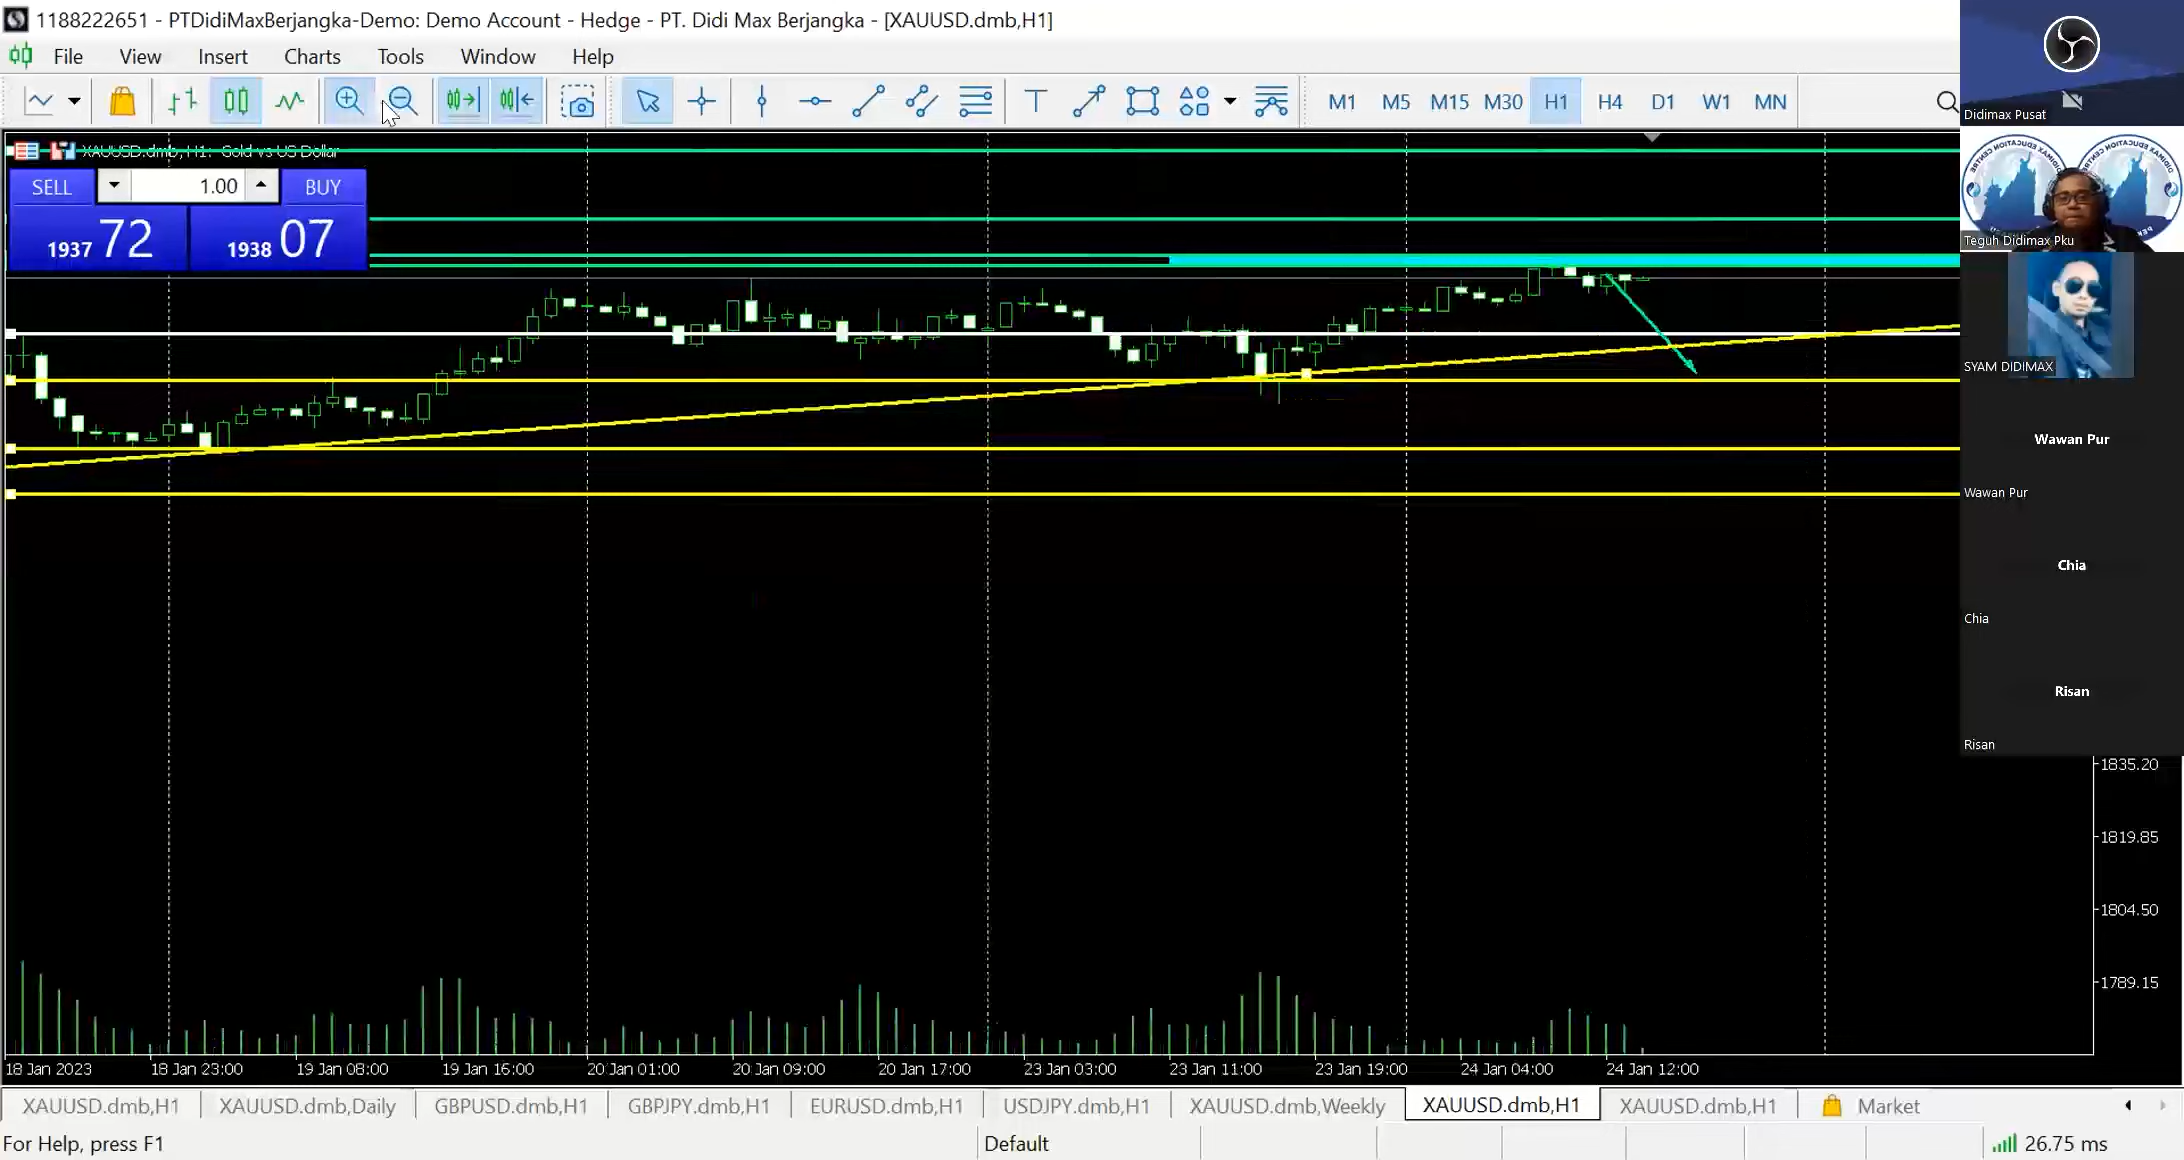 1188222651 - PTDidiMaxBerjangka-Demo: Demo Account - Hedge - PT. Didi Max Berjangka - [XAUUSD.dmb,H1]
File View Insert Charts Tools Window Help
M1 M5 M15 M30 H1 H4 D1 W1 MN
XAUUSD.dmb, H1: Gold vs US Dollar
SELL 1.00 BUY
1937 72 1938 07
Didimax Pusat
Teguh Didimax Pku
SYAM DIDIMAX
Wawan Pur
Wawan Pur
Chia
Chia
Risan
Risan
1835.20
1819.85
1804.50
1789.15
18 Jan 2023 18 Jan 23:00 19 Jan 08:00 19 Jan 16:00 20 Jan 01:00 20 Jan 09:00 20 Jan 17:00 23 Jan 03:00 23 Jan 11:00 23 Jan 19:00 24 Jan 04:00 24 Jan 12:00
XAUUSD.dmb,H1 XAUUSD.dmb,Daily GBPUSD.dmb,H1 GBPJPY.dmb,H1 EURUSD.dmb,H1 USDJPY.dmb,H1 XAUUSD.dmb,Weekly XAUUSD.dmb,H1 XAUUSD.dmb,H1 Market
For Help, press F1 Default 26.75 ms